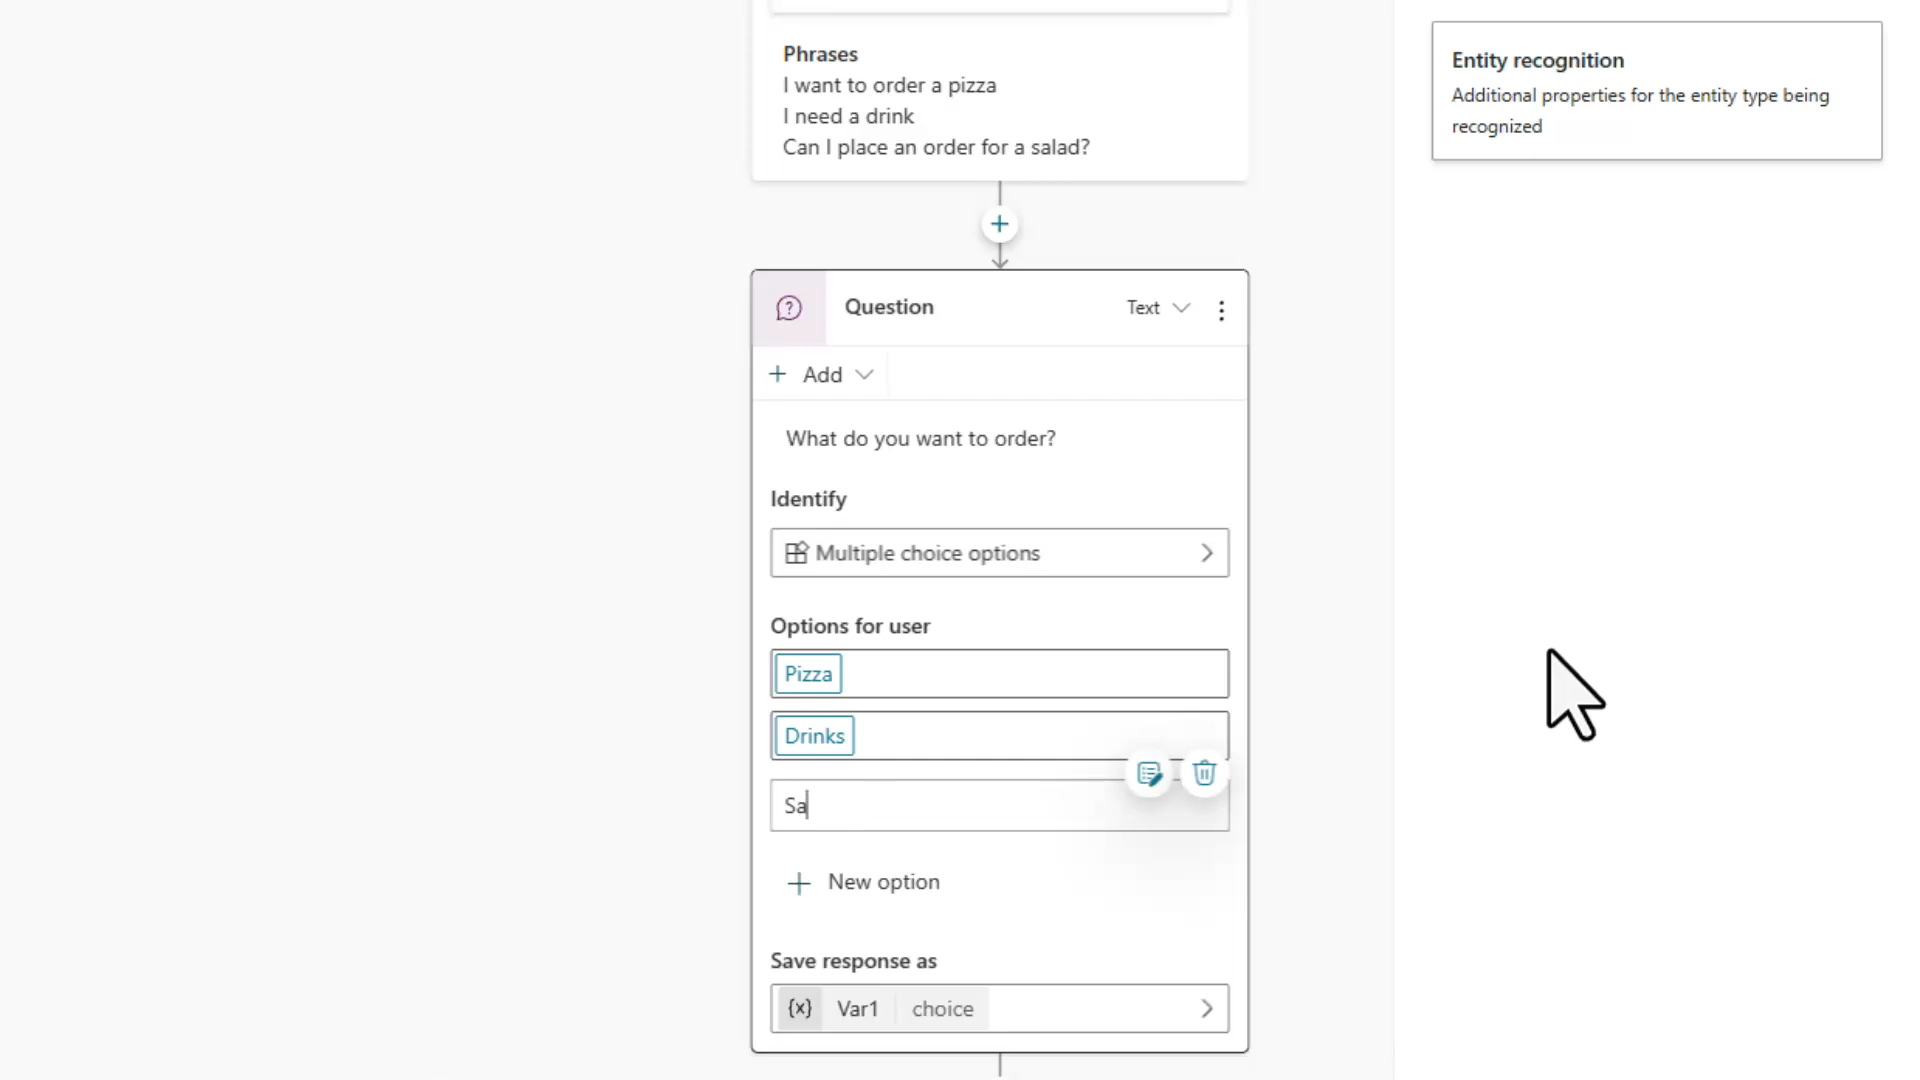 Phrases
I want to order a pizza
I need a drink
Can I place an order for a salad?
Question
Text
+ Add
What do you want to order?
Identify
Multiple choice options
Options for user
Pizza
Drinks
Sa
+ New option
Save response as
{x} Var1 choice
Entity recognition
Additional properties for the entity type being
recognized